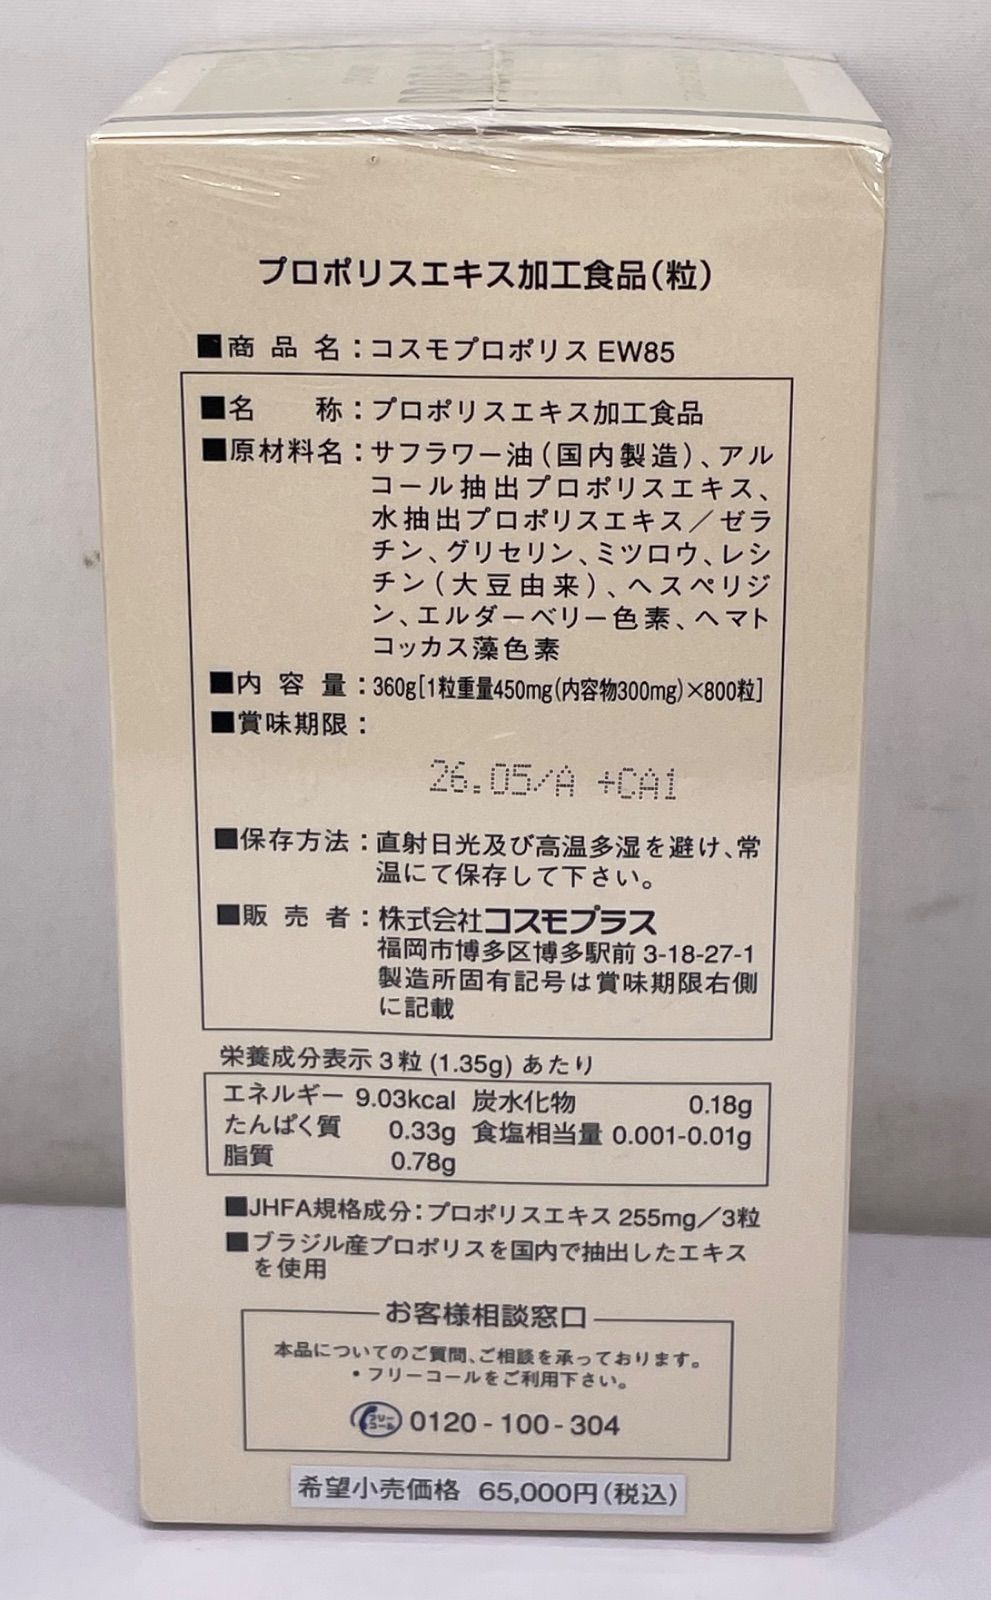 プロポリスエキス加工食品(粒)
■商品名:コスモプロポリス EW85
■名 称:プロポリスエキス加工食品
■原材料名:サフラワー油(国内製造)、アル
コール抽出プロポリスエキス、
水抽出プロポリスエキス/ゼラ
チン、グリセリン、ミツロウ、レシ
チン(大豆由来)、ヘスペリジ
ン、エルダーベリー色素、ヘマト
コッカス藻色素
■内容量:360g[1粒重量450mg(内容物300mg)×800粒]
■賞味期限:
26.05/A +CA1
■保存方法:直射日光及び高温多湿を避け、常
温にて保存して下さい。
■販売者:株式会社コスモプラス
福岡市博多区博多駅前 3-18-27-1
製造所固有記号は賞味期限右側
に記載
栄養成分表示 3 粒 (1.35g) あたり
エネルギー 9.03kcal 炭水化物 0.18g
たんぱく質 0.33g 食塩相当量 0.001-0.01g
脂質 0.78g
■JHFA規格成分:プロポリスエキス 255mg/3粒
■ブラジル産プロポリスを国内で抽出したエキス
を使用
お客様相談窓口
本品についてのご質問、ご相談を承っております。
・フリーコールをご利用下さい。
フリーコール 0120-100-304
希望小売価格 65,000円(税込)